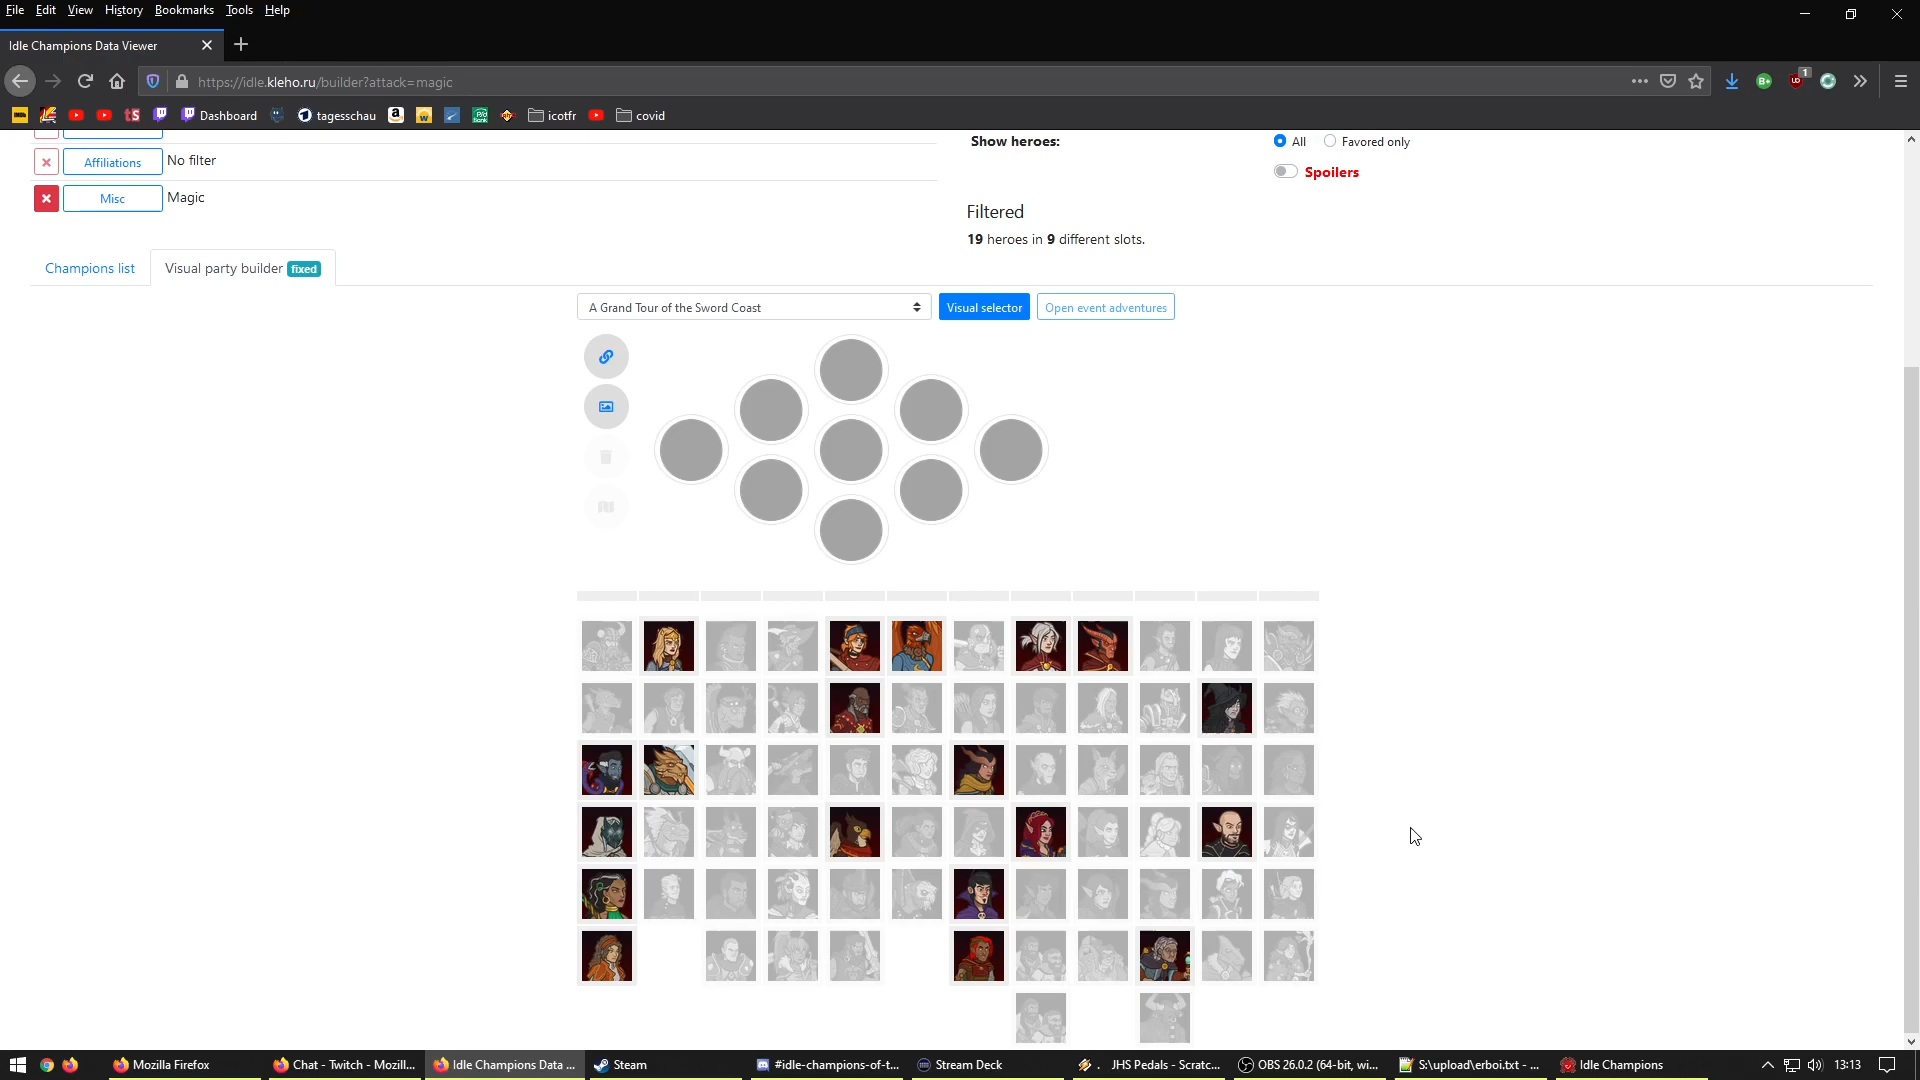 File Edit View History Bookmarks Tools Help
Idle Champions Data Viewer
https://idle.kleho.ru/builder?attack=magic
1
Dashboard
tagesschau
icotfr
covid
Show heroes:
All
Favored only
Affiliations
No filter
Spoilers
Misc
Magic
Filtered
19 heroes in 9 different slots.
Champions list
Visual party builder fixed
A Grand Tour of the Sword Coast
Visual selector
Open event adventures
Mozilla Firefox
Chat - Twitch - Mozill...
Idle Champions Data ...
Steam
#idle-champions-of-t...
Stream Deck
. JHS Pedals - Scratc...
OBS 26.0.2 (64-bit, wi...
S:\upload\erboi.txt - ...
Idle Champions
13:13